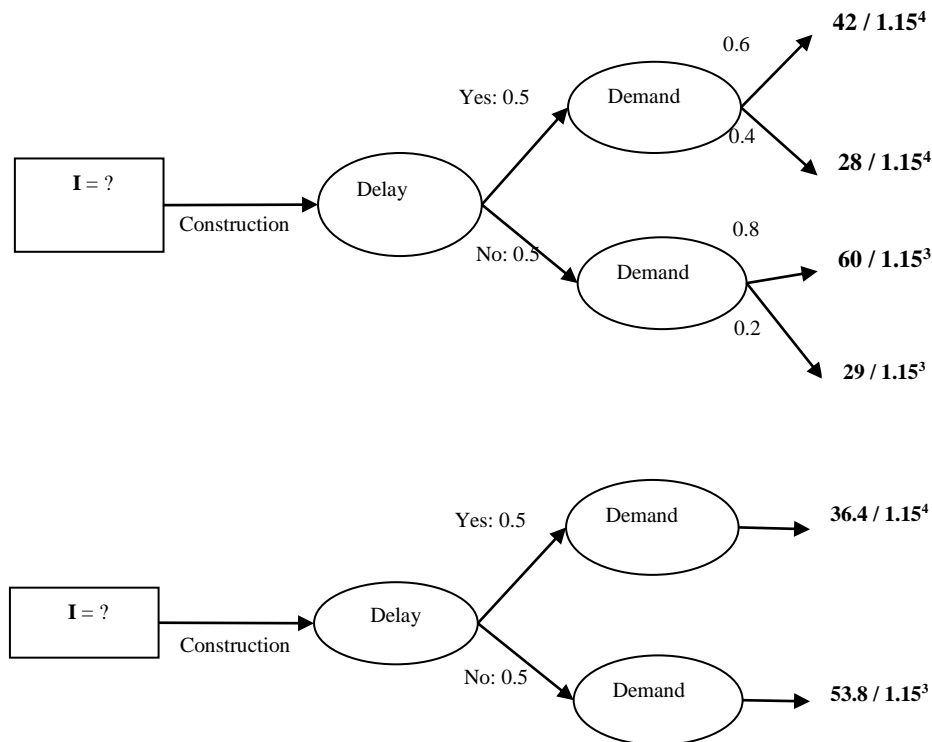 42 / 1.15⁴
0.6
Yes: 0.5
Demand
0.4
28 / 1.15⁴
I = ?
Delay
Construction
0.8
No: 0.5
60 / 1.15³
Demand
0.2
29 / 1.15³
36.4 / 1.15⁴
Yes: 0.5
Demand
I = ?
Delay
Construction
No: 0.5
Demand
53.8 / 1.15³